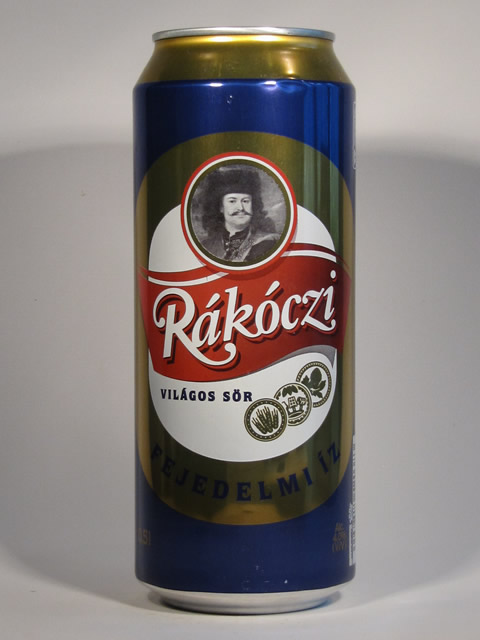 Rákóczi
VILÁGOS SÖR
FEJEDELMI ÍZ